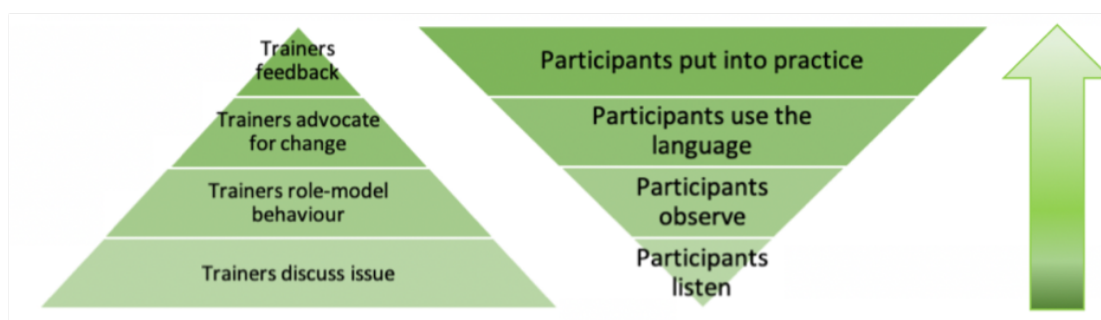 Trainers
feedback
Trainers advocate
for change
Trainers role-model
behaviour
Trainers discuss issue
Participants put into practice
Participants use the
language
Participants
observe
Participants
listen